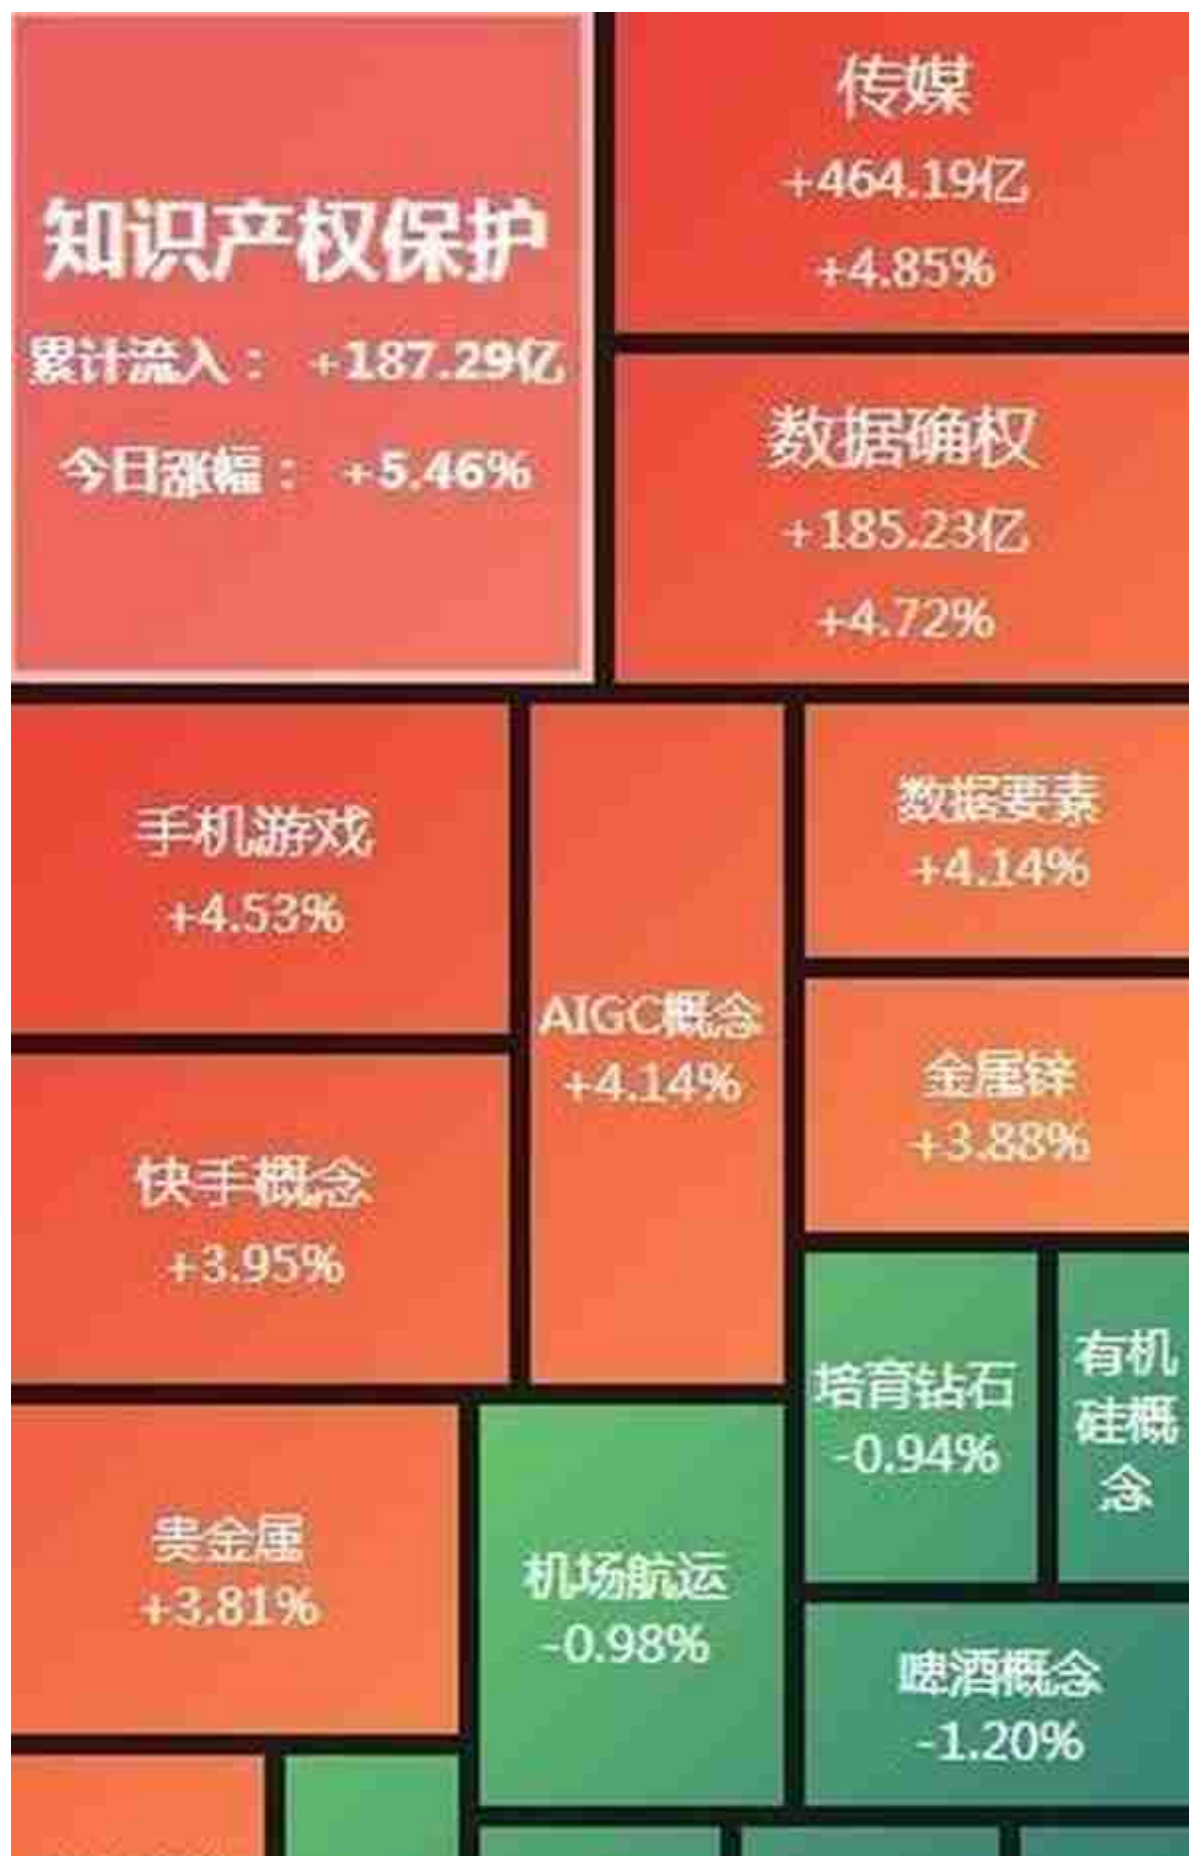 知识产权保护
累计流入： +187.29亿
今日涨幅： +5.46%
传媒
+464.19亿
+4.85%
数据确权
+185.23亿
+4.72%
手机游戏
+4.53%
快手概念
+3.95%
AIGC概念
+4.14%
数据要素
+4.14%
金属锌
+3.88%
贵金属
+3.81%
机场航运
-0.98%
培育钻石
-0.94%
有机
硅概
念
啤酒概念
-1.20%